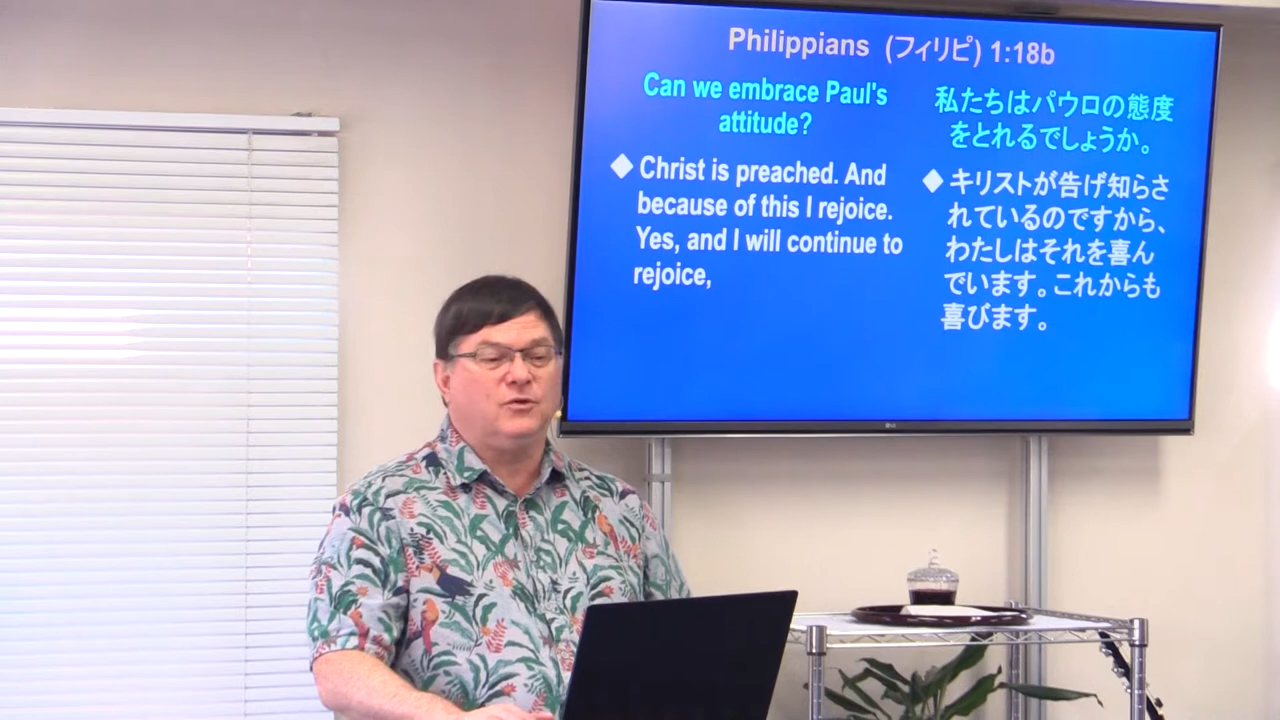 Philippians (フィリピ) 1:18b
Can we embrace Paul's
attitude?
◆ Christ is preached. And
because of this I rejoice.
Yes, and I will continue to
rejoice,
私たちはパウロの態度
をとれるでしょうか。
◆ キリストが告げ知らさ
れているのですから、
わたしはそれを喜ん
でいます。これからも
喜びます。
LG